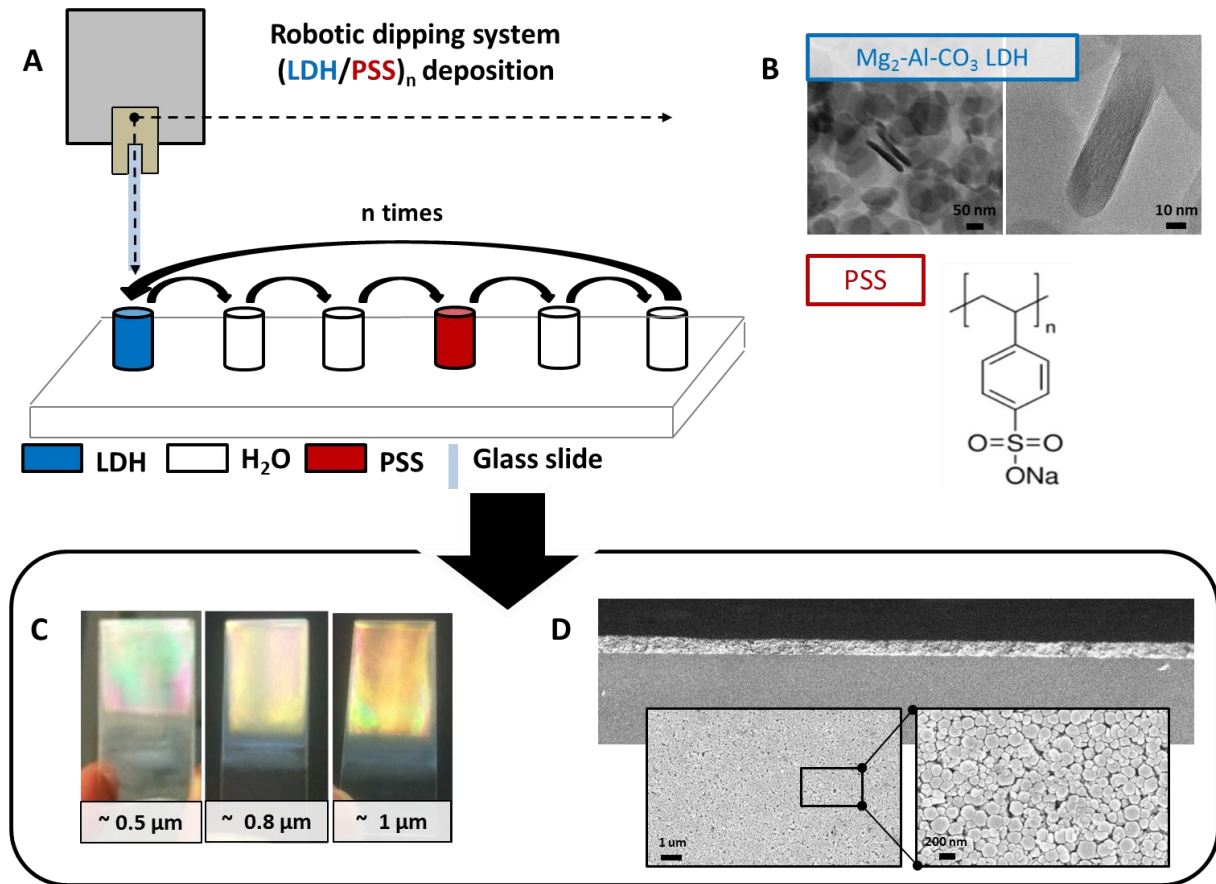 A
Robotic dipping system
(LDH/PSS)n deposition
n times
LDH
H2O
PSS
Glass slide
B
Mg2-Al-CO3 LDH
50 nm
10 nm
PSS
n
O=S=O
ONa
C
~ 0.5 µm
~ 0.8 µm
~ 1 µm
D
1 um
200 nm